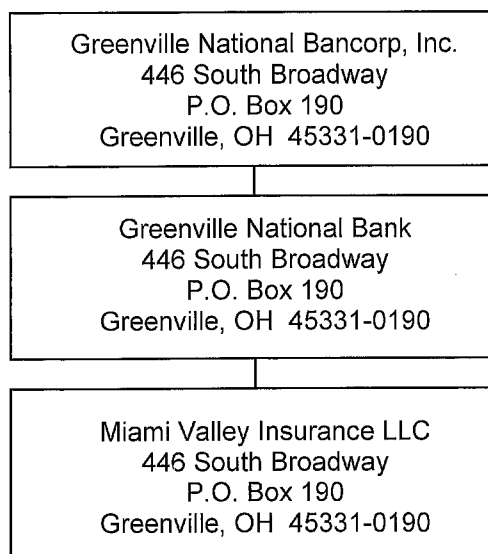 Greenville National Bancorp, Inc.
446 South Broadway
P.O. Box 190
Greenville, OH 45331-0190
Greenville National Bank
446 South Broadway
P.O. Box 190
Greenville, OH 45331-0190
Miami Valley Insurance LLC
446 South Broadway
P.O. Box 190
Greenville, OH 45331-0190